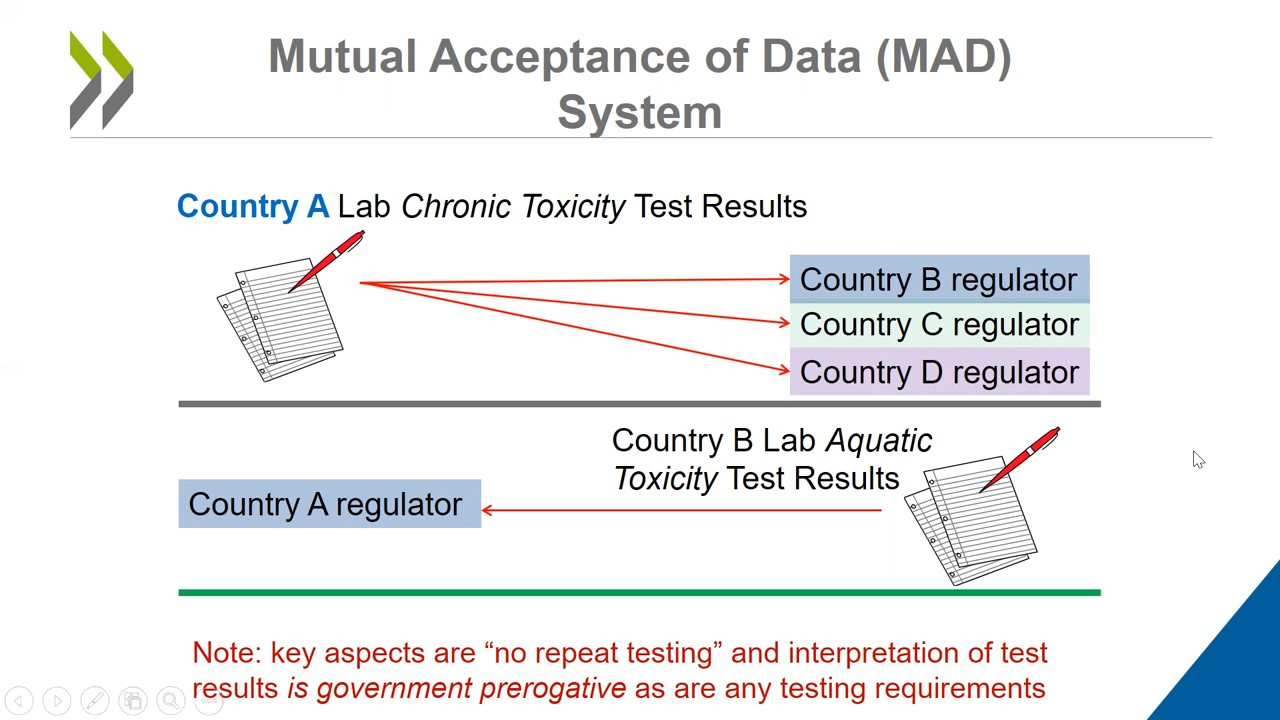 Mutual Acceptance of Data (MAD)
System
Country A Lab Chronic Toxicity Test Results
Country B regulator
Country C regulator
Country D regulator
Country B Lab Aquatic
Toxicity Test Results
Country A regulator
Note: key aspects are “no repeat testing” and interpretation of test
results is government prerogative as are any testing requirements